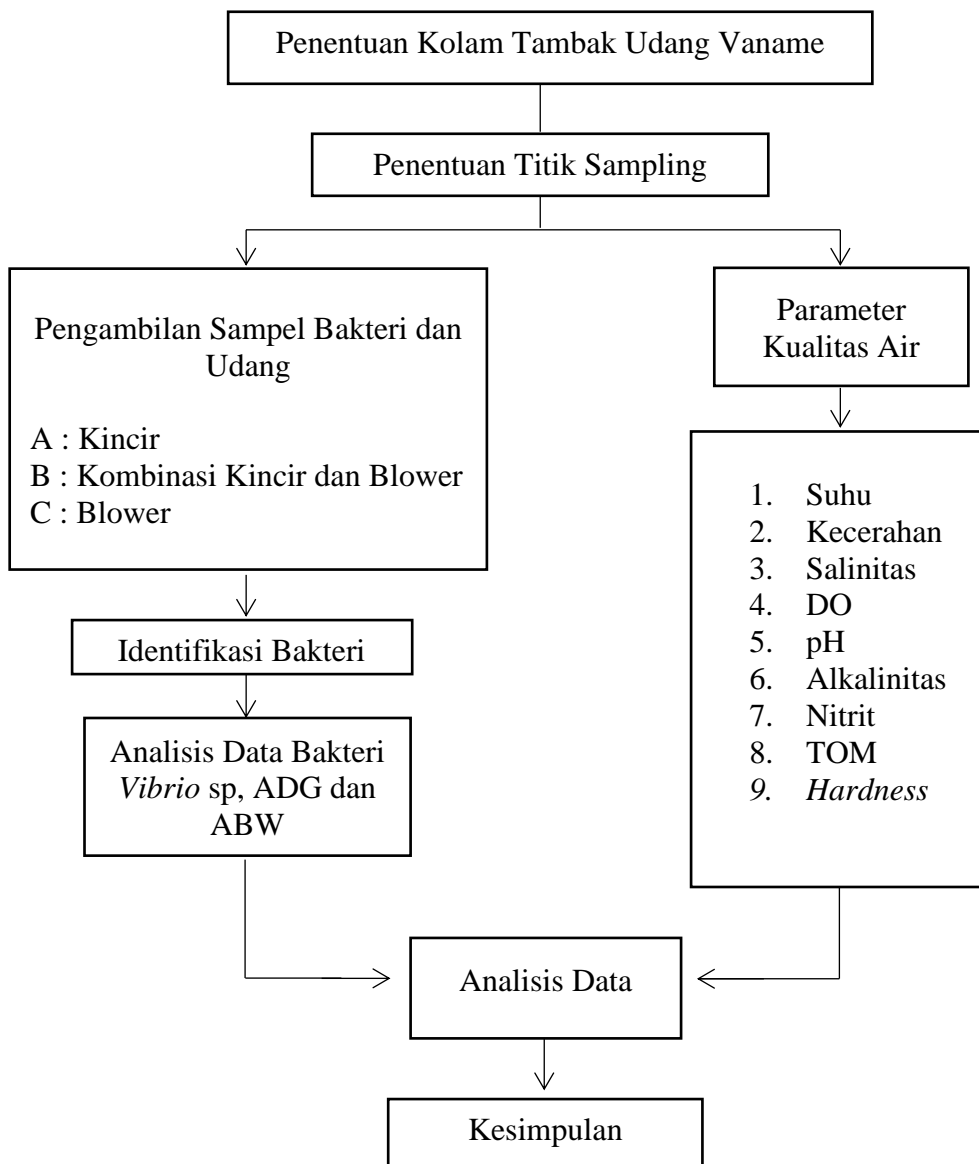 Penentuan Kolam Tambak Udang Vaname
Penentuan Titik Sampling
Pengambilan Sampel Bakteri dan
Udang
A : Kincir
B : Kombinasi Kincir dan Blower
C : Blower
Identifikasi Bakteri
Analisis Data Bakteri
Vibrio sp, ADG dan
ABW
Parameter
Kualitas Air
1. Suhu
2. Kecerahan
3. Salinitas
4. DO
5. pH
6. Alkalinitas
7. Nitrit
8. TOM
9. Hardness
Analisis Data
Kesimpulan